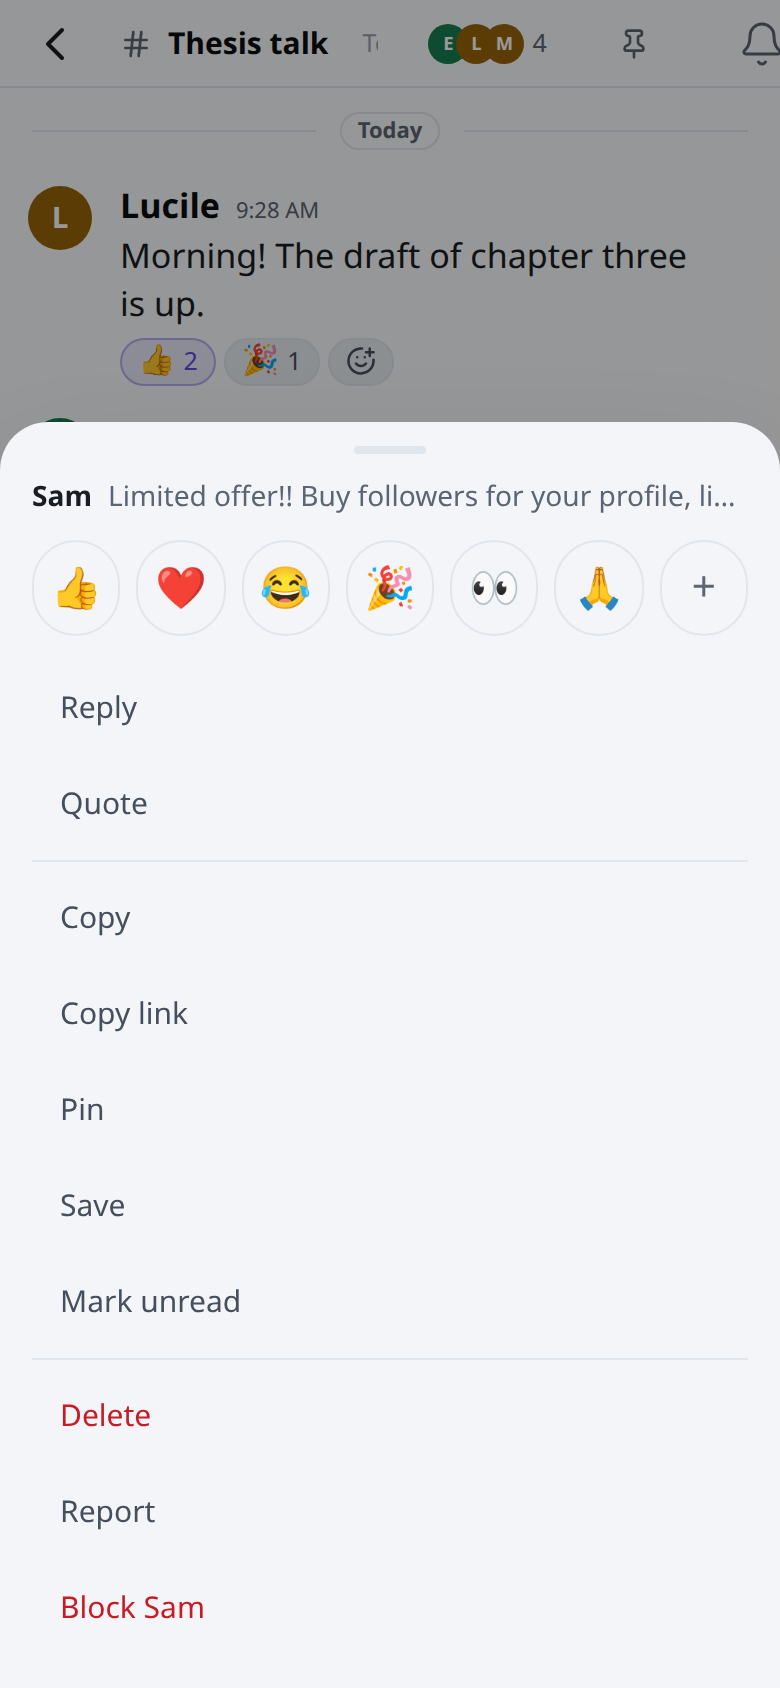 # Thesis talk
E L M 4
Today
L
Lucile 9:28 AM
Morning! The draft of chapter three
is up.
👍 2 🎉 1
Sam Limited offer!! Buy followers for your profile, li...
👍 ❤️ 😂 🎉 👀 🙏 +
Reply
Quote
Copy
Copy link
Pin
Save
Mark unread
Delete
Report
Block Sam